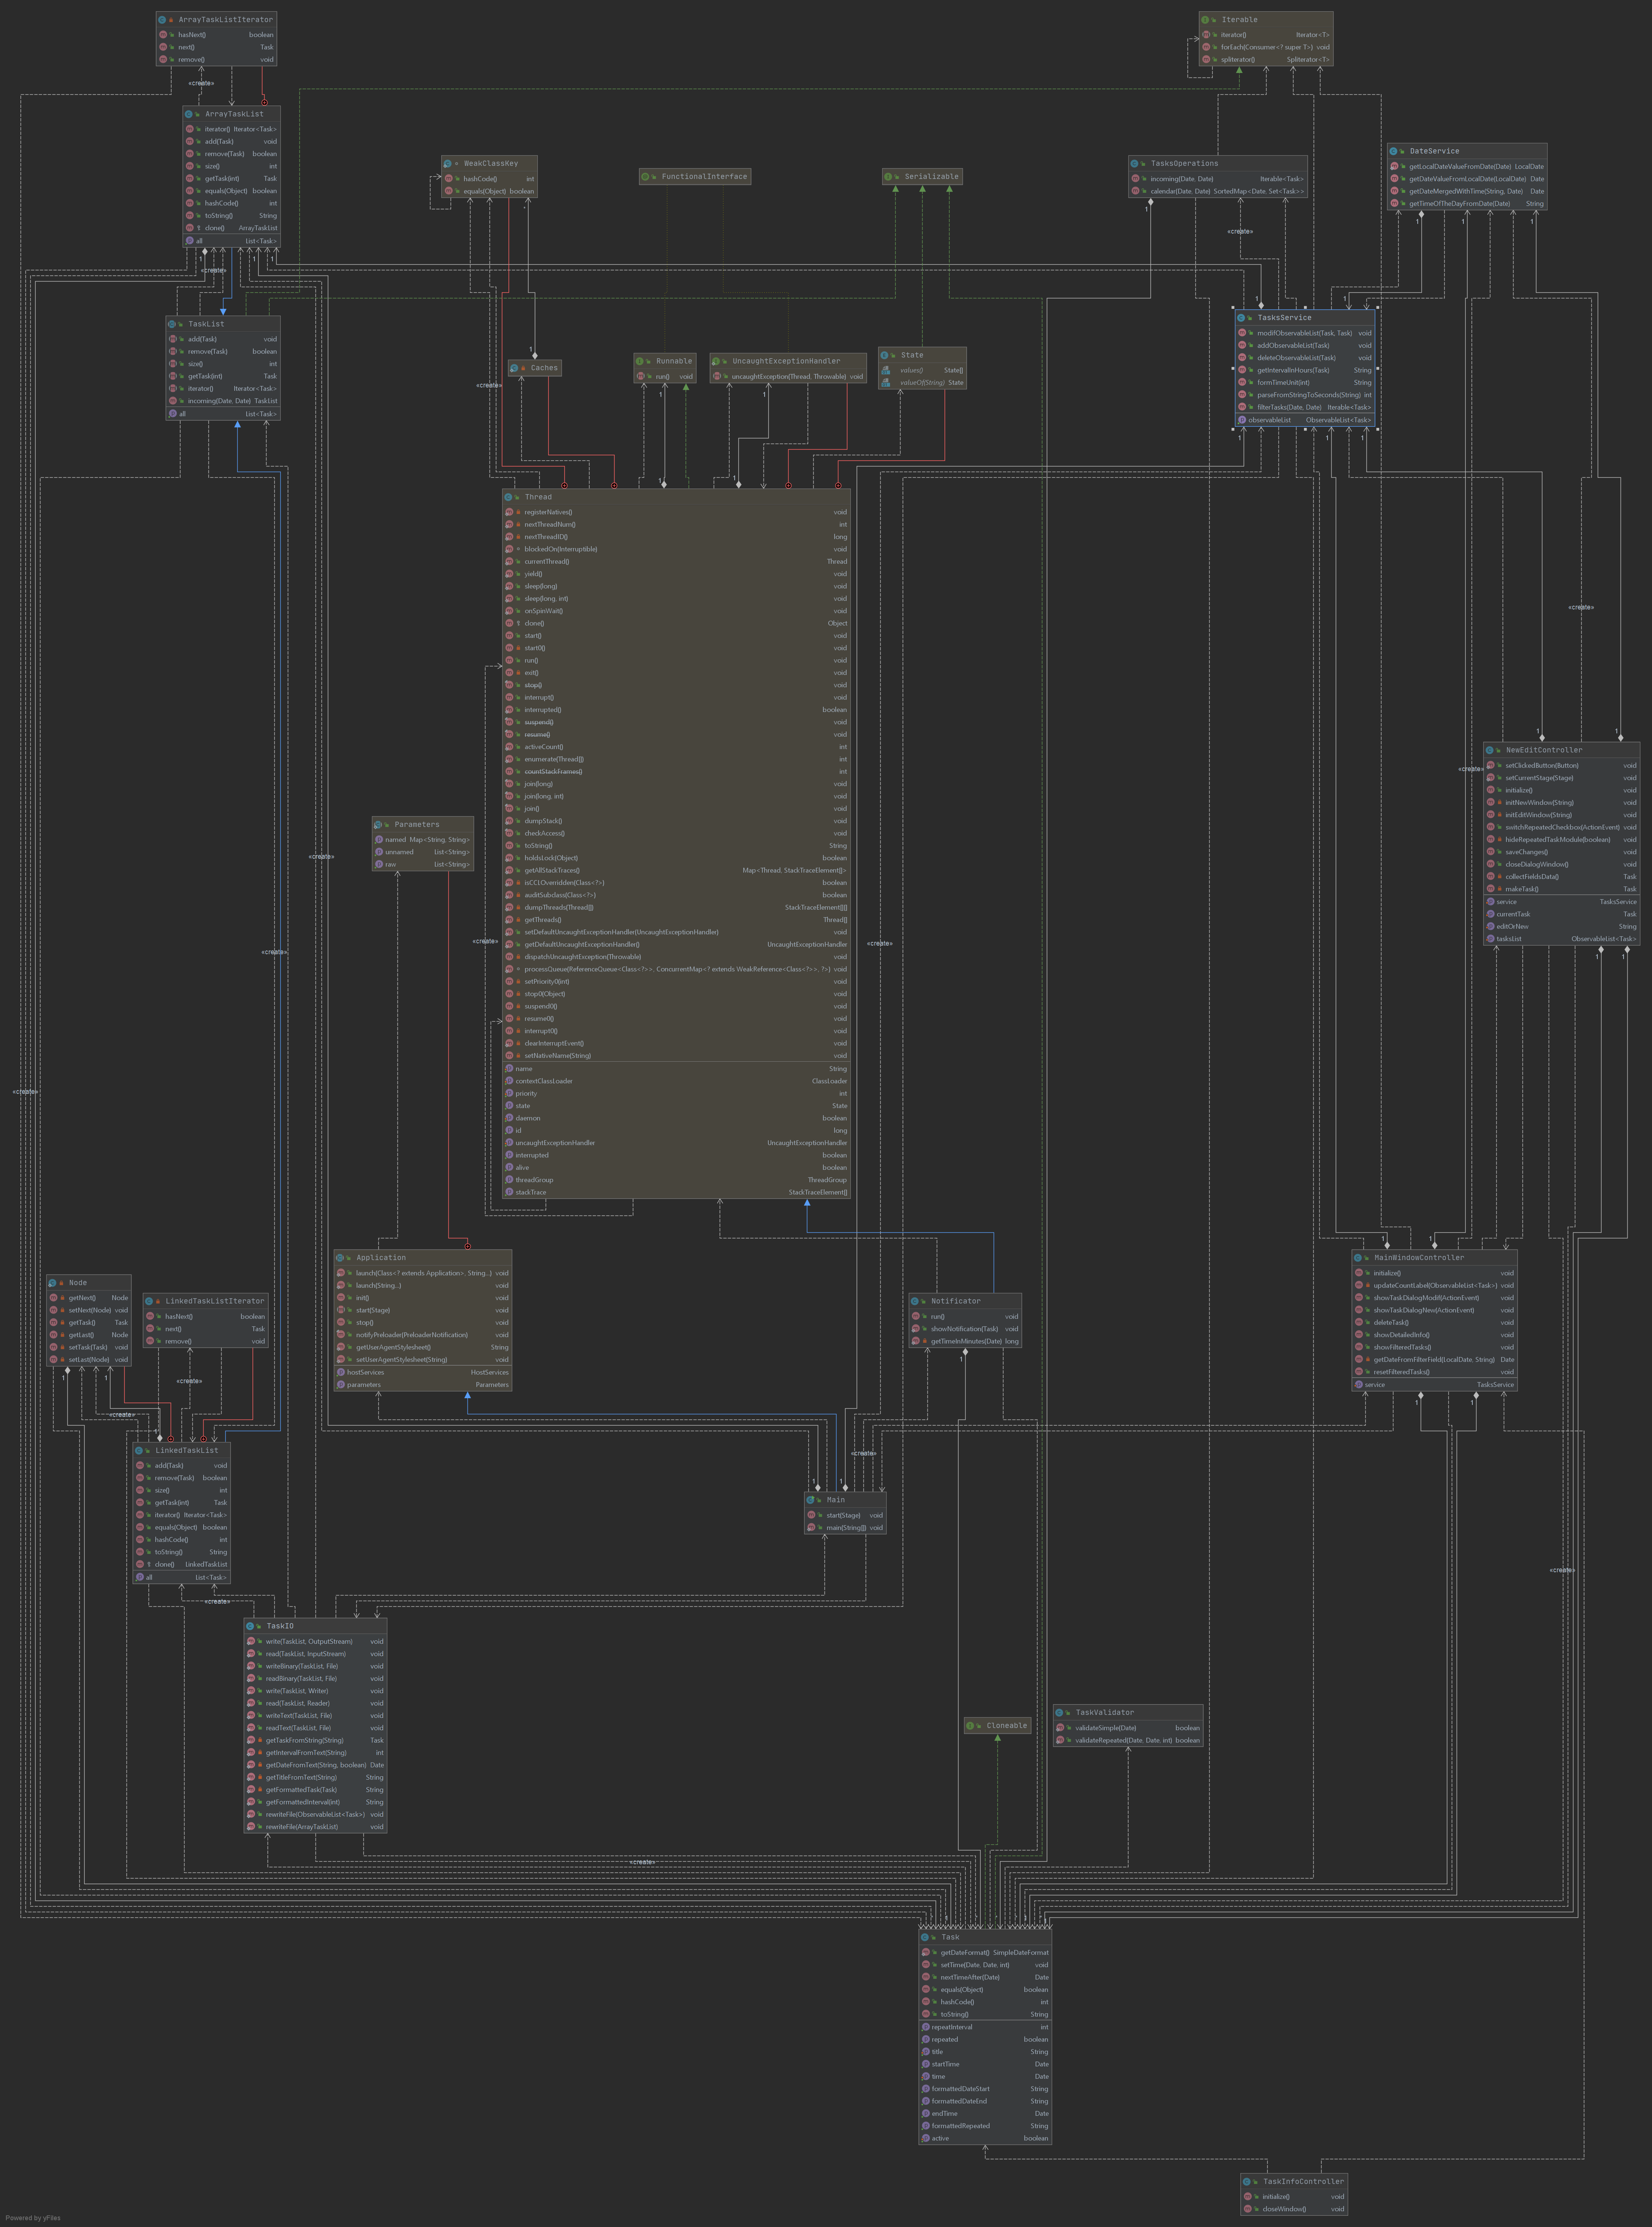 ArrayTaskListIterator
hasNext() boolean
next() Task
remove() void
Iterable
iterator() Iterator<T>
forEach(Consumer<? super T>) void
spliterator() Spliterator<T>
«create»
ArrayTaskList
iterator() Iterator<Task>
add(Task) void
remove(Task) boolean
size() int
getTask(int) Task
equals(Object) boolean
hashCode() int
toString() String
clone() ArrayTaskList
all List<Task>
WeakClassKey
hashCode() int
equals(Object) boolean
FunctionalInterface
Serializable
TasksOperations
incoming(Date, Date) Iterable<Task>
calendar(Date, Date) SortedMap<Date, Set<Task>>
DateService
getLocalDateValueFromDate(Date) LocalDate
getDateValueFromLocalDate(LocalDate) Date
getDateMergedWithTime(String, Date) Date
getTimeOfTheDayFromDate(Date) String
«create»
«create»
TaskList
add(Task) void
remove(Task) boolean
size() int
getTask(int) Task
iterator() Iterator<Task>
incoming(Date, Date) TaskList
all List<Task>
«create»
Caches
Runnable
run() void
UncaughtExceptionHandler
uncaughtException(Thread, Throwable) void
State
values() State[]
valueOf(String) State
TasksService
modifObservableList(Task, Task) void
addObservableList(Task) void
deleteObservableList(Task) void
getIntervalInHours(Task) String
formTimeUnit(int) String
parseFromStringToSeconds(String) int
filterTasks(Date, Date) Iterable<Task>
observableList ObservableList<Task>
Thread
registerNatives() void
nextThreadNum() int
nextThreadID() long
blockedOn(Interruptible) void
currentThread() Thread
yield() void
sleep(long) void
sleep(long, int) void
onSpinWait() void
clone() Object
start() void
start0() void
run() void
exit() void
stop() void
interrupt() void
interrupted() boolean
suspend() void
resume() void
activeCount() int
enumerate(Thread[]) int
countStackFrames() int
join(long) void
join(long, int) void
join() void
dumpStack() void
checkAccess() void
toString() String
holdsLock(Object) boolean
getAllStackTraces() Map<Thread, StackTraceElement[]>
isCCLOverridden(Class<?>) boolean
auditSubclass(Class<?>) boolean
dumpThreads(Thread[]) StackTraceElement[][]
getThreads() Thread[]
setDefaultUncaughtExceptionHandler(UncaughtExceptionHandler) void
getDefaultUncaughtExceptionHandler() UncaughtExceptionHandler
dispatchUncaughtException(Throwable) void
processQueue(ReferenceQueue<Class<?>>, ConcurrentMap<? extends WeakReference<Class<?>>, ?>) void
setPriority0(int) void
stop0(Object) void
suspend0() void
resume0() void
interrupt0() void
clearInterruptEvent() void
setNativeName(String) void
name String
contextClassLoader ClassLoader
priority int
state State
daemon boolean
id long
uncaughtExceptionHandler UncaughtExceptionHandler
interrupted boolean
alive boolean
threadGroup ThreadGroup
stackTrace StackTraceElement[]
«create»
«create»
«create»
«create»
«create»
«create»
«create»
NewEditController
setClickedButton(Button) void
setCurrentStage(Stage) void
initialize() void
initNewWindow(String) void
initEditWindow(String) void
switchRepeatedCheckbox(ActionEvent) void
hideRepeatedTaskModule(boolean) void
saveChanges() void
closeDialogWindow() void
collectFieldsData() Task
makeTask() Task
service TasksService
currentTask Task
editOrNew String
tasksList ObservableList<Task>
Parameters
named Map<String, String>
unnamed List<String>
raw List<String>
Application
launch(Class<? extends Application>, String...) void
launch(String...) void
init() void
start(Stage) void
stop() void
notifyPreloader(PreloaderNotification) void
getUserAgentStylesheet() String
setUserAgentStylesheet(String) void
hostServices HostServices
parameters Parameters
MainWindowController
initialize() void
updateCountLabel(ObservableList<Task>) void
showTaskDialogModif(ActionEvent) void
showTaskDialogNew(ActionEvent) void
deleteTask() void
showDetailedInfo() void
showFilteredTasks() void
getDateFromFilterField(LocalDate, String) Date
resetFilteredTasks() void
service TasksService
Node
getNext() Node
setNext(Node) void
getTask() Task
getLast() Node
setTask(Task) void
setLast(Node) void
LinkedTaskListIterator
hasNext() boolean
next() Task
remove() void
Notificator
run() void
showNotification(Task) void
getTimeInMinutes(Date) long
«create»
«create»
«create»
LinkedTaskList
add(Task) void
remove(Task) boolean
size() int
getTask(int) Task
iterator() Iterator<Task>
equals(Object) boolean
hashCode() int
toString() String
clone() LinkedTaskList
all List<Task>
Main
start(Stage) void
main(String[]) void
«create»
«create»
TaskIO
write(TaskList, OutputStream) void
read(TaskList, InputStream) void
writeBinary(TaskList, File) void
readBinary(TaskList, File) void
write(TaskList, Writer) void
read(TaskList, Reader) void
writeText(TaskList, File) void
readText(TaskList, File) void
getTaskFromString(String) Task
getIntervalFromText(String) int
getDateFromText(String, boolean) Date
getTitleFromText(String) String
getFormattedTask(Task) String
getFormattedInterval(int) String
rewriteFile(ObservableList<Task>) void
rewriteFile(ArrayTaskList) void
Cloneable
TaskValidator
validateSimple(Date) boolean
validateRepeated(Date, Date, int) boolean
«create»
Task
getDateFormat() SimpleDateFormat
setTime(Date, Date, int) void
nextTimeAfter(Date) Date
equals(Object) boolean
hashCode() int
toString() String
repeatInterval int
repeated boolean
title String
startTime Date
time Date
formattedDateStart String
formattedDateEnd String
endTime Date
formattedRepeated String
active boolean
TaskInfoController
initialize() void
closeWindow() void
Powered by yFiles